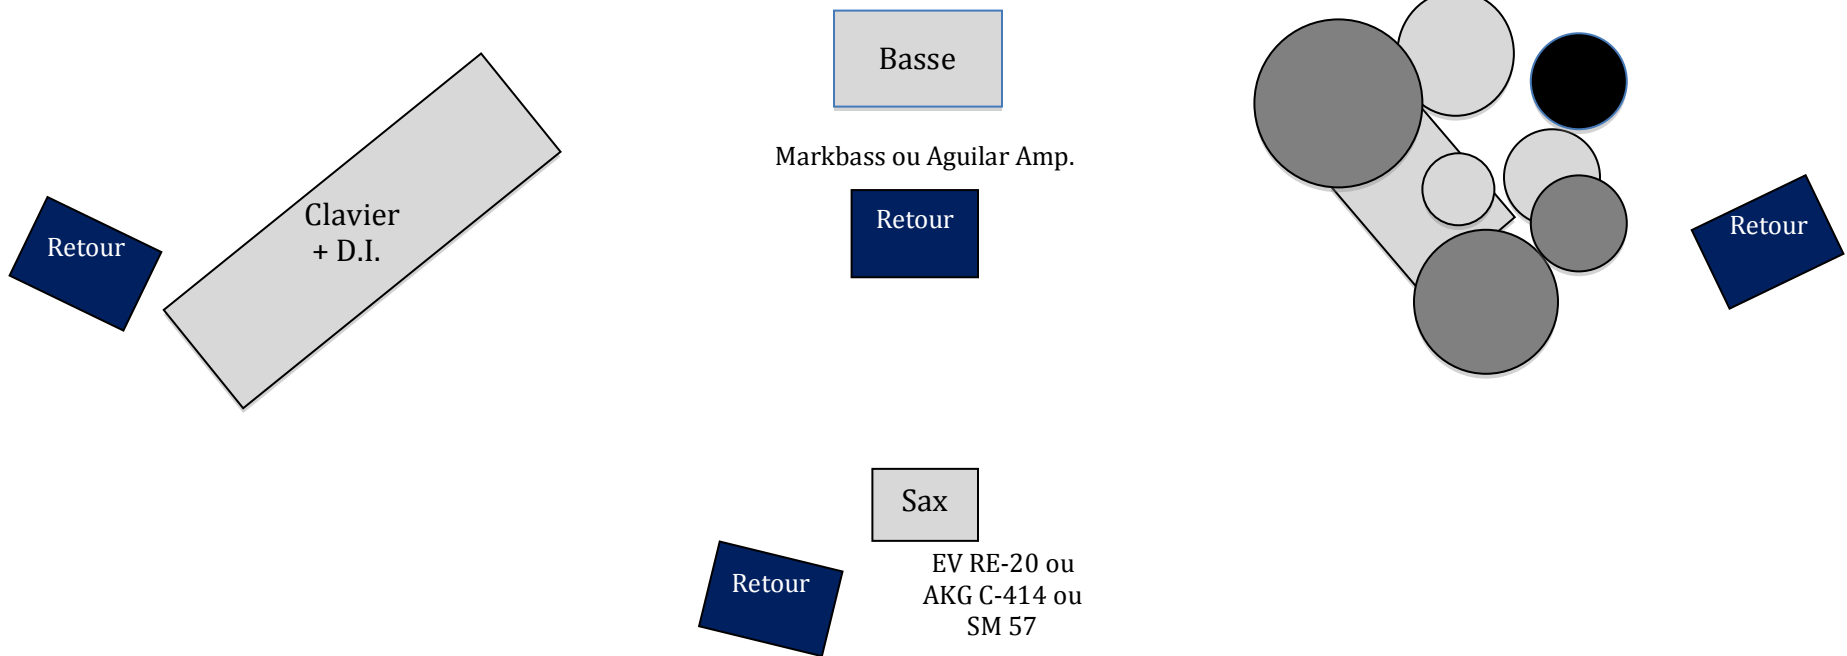 Basse
Markbass ou Aguilar Amp.
Clavier
+ D.I.
Retour
Retour
Retour
Sax
EV RE-20 ou
AKG C-414 ou
SM 57
Retour